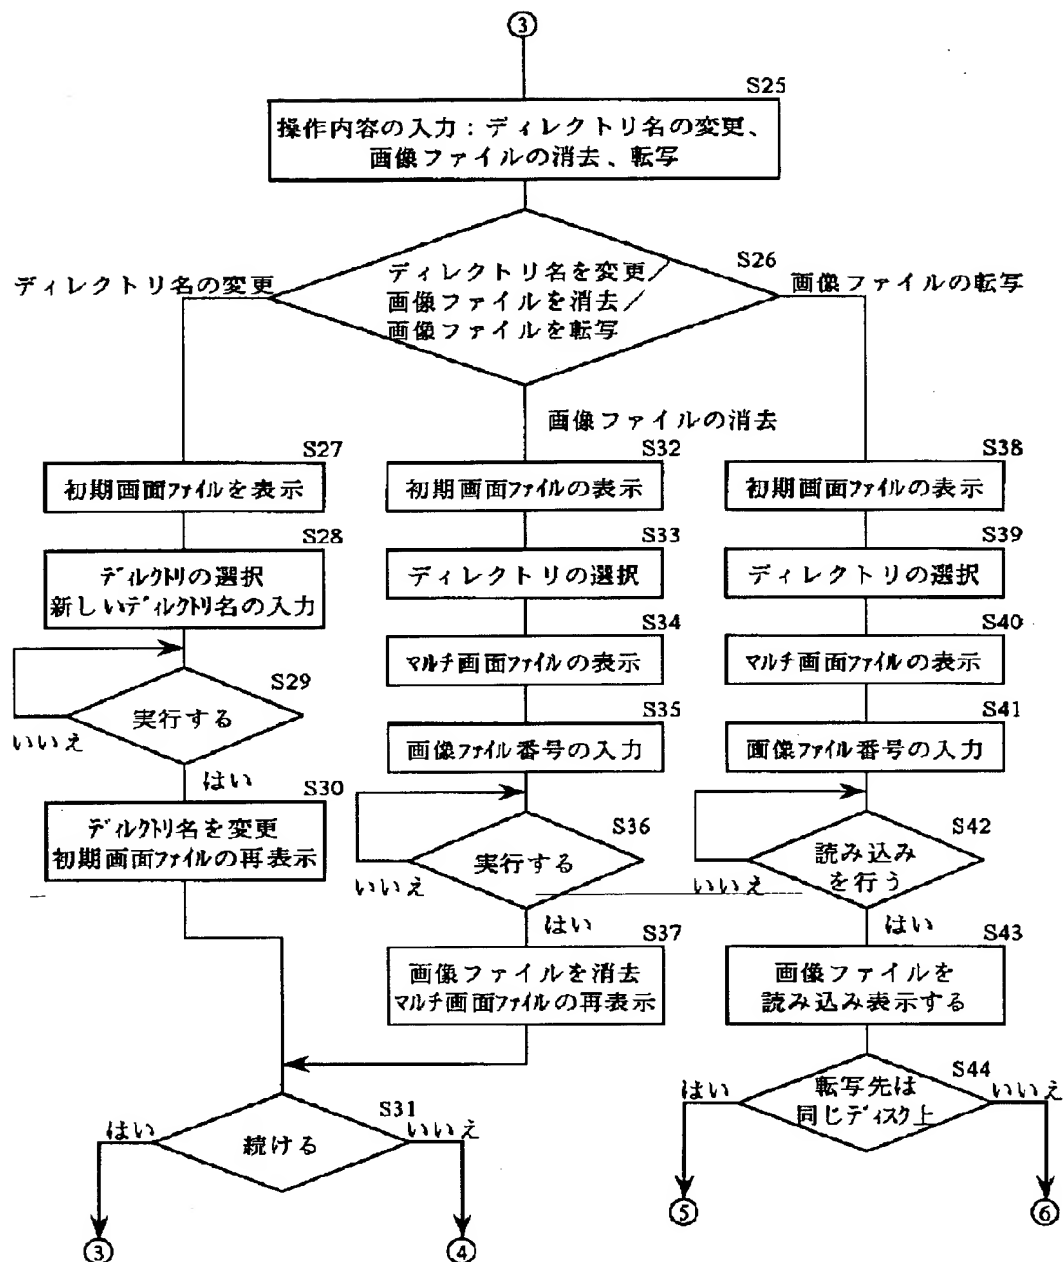 ③
S25
操作内容の入力：ディレクトリ名の変更、
画像ファイルの消去、転写
S26
ディレクトリ名を変更／
画像ファイルを消去／
画像ファイルを転写
ディレクトリ名の変更
画像ファイルの転写
画像ファイルの消去
S27
初期画面ファイルを表示
S28
ディレクトリの選択
新しいディレクトリ名の入力
S29
実行する
いいえ
はい
S30
ディレクトリ名を変更
初期画面ファイルの再表示
S32
初期画面ファイルの表示
S33
ディレクトリの選択
S34
マルチ画面ファイルの表示
S35
画像ファイル番号の入力
S36
実行する
いいえ
はい
S37
画像ファイルを消去
マルチ画面ファイルの再表示
S31
続ける
はい
いいえ
③
④
S38
初期画面ファイルの表示
S39
ディレクトリの選択
S40
マルチ画面ファイルの表示
S41
画像ファイル番号の入力
S42
読み込み
を行う
いいえ
はい
S43
画像ファイルを
読み込み表示する
S44
転写先は
同じディスク上
はい
いいえ
⑤
⑥